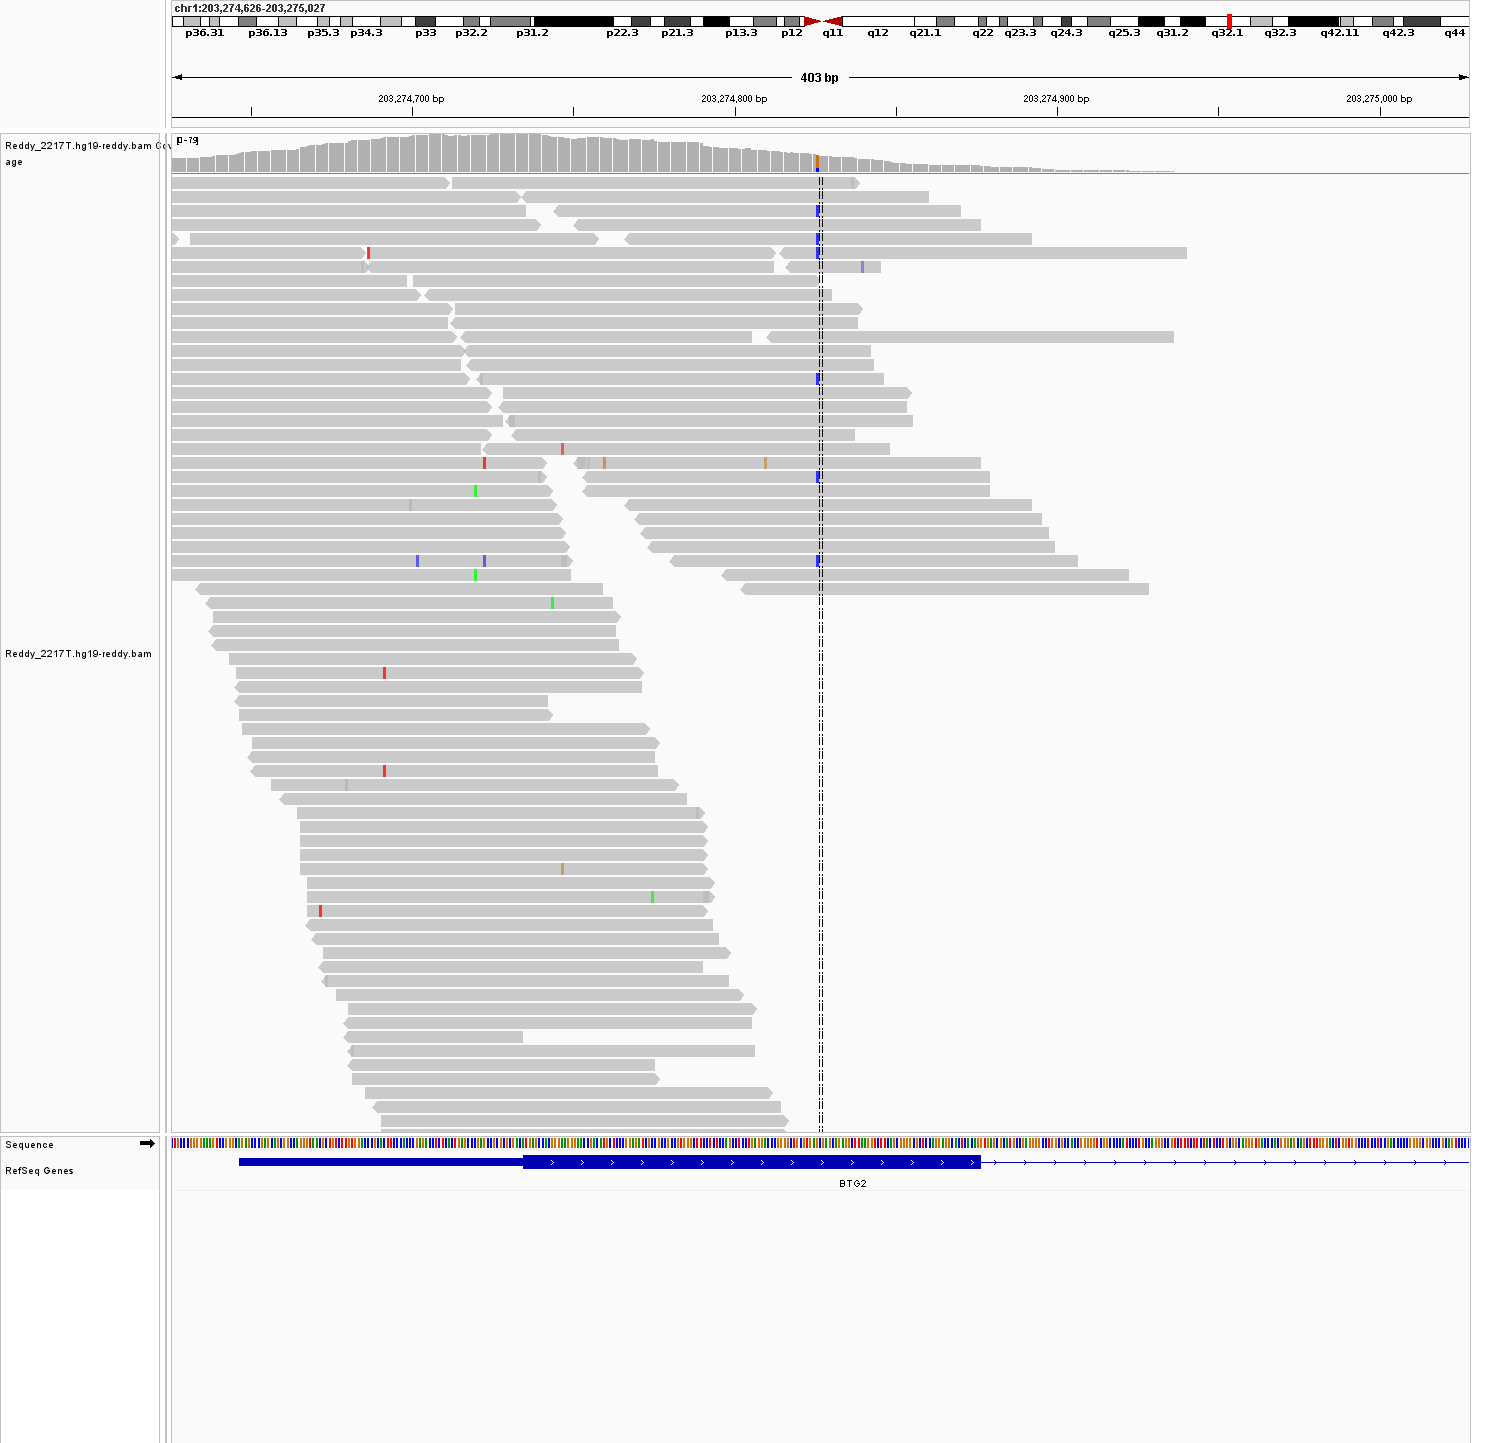 chr1:203,274,626-203,275,027
p36.31 p36.13 p35.3 p34.3 p33 p32.2 p31.2 p22.3 p21.3 p13.3 p12 q11 q12 q21.1 q22 q23.3 q24.3 q25.3 q31.2 q32.1 q32.3 q42.11 q42.3 q44
403 bp
203,274,700 bp 203,274,800 bp 203,274,900 bp 203,275,000 bp
[0-79]
Reddy_2217T.hg19-reddy.bam Cov
age
Reddy_2217T.hg19-reddy.bam
Sequence
RefSeq Genes
BTG2